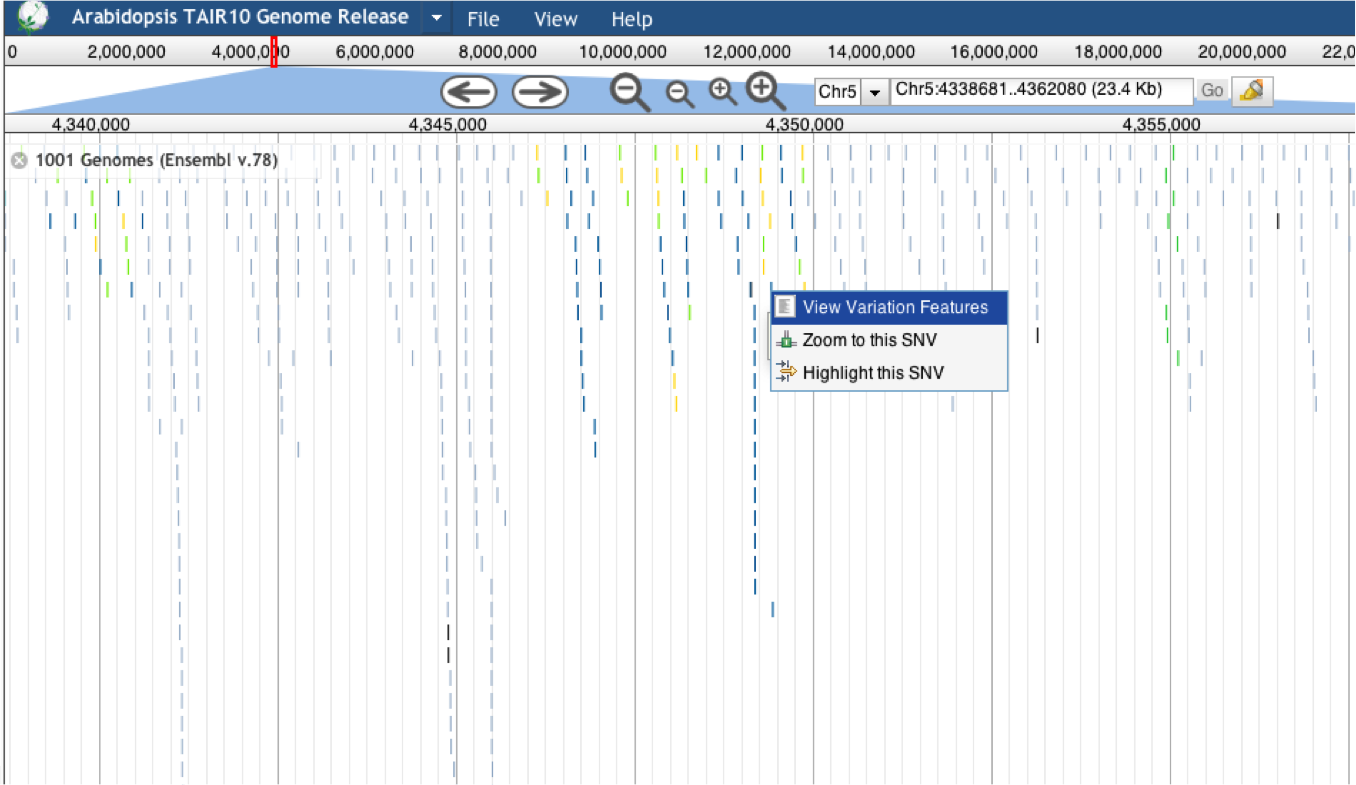 Arabidopsis TAIR10 Genome Release File View Help
0 2,000,000 4,000,000 6,000,000 8,000,000 10,000,000 12,000,000 14,000,000 16,000,000 18,000,000 20,000,000 22,0
Chr5 Chr5:4338681..4362080 (23.4 Kb) Go
4,340,000 4,345,000 4,350,000 4,355,000
1001 Genomes (Ensembl v.78)
View Variation Features
Zoom to this SNV
Highlight this SNV